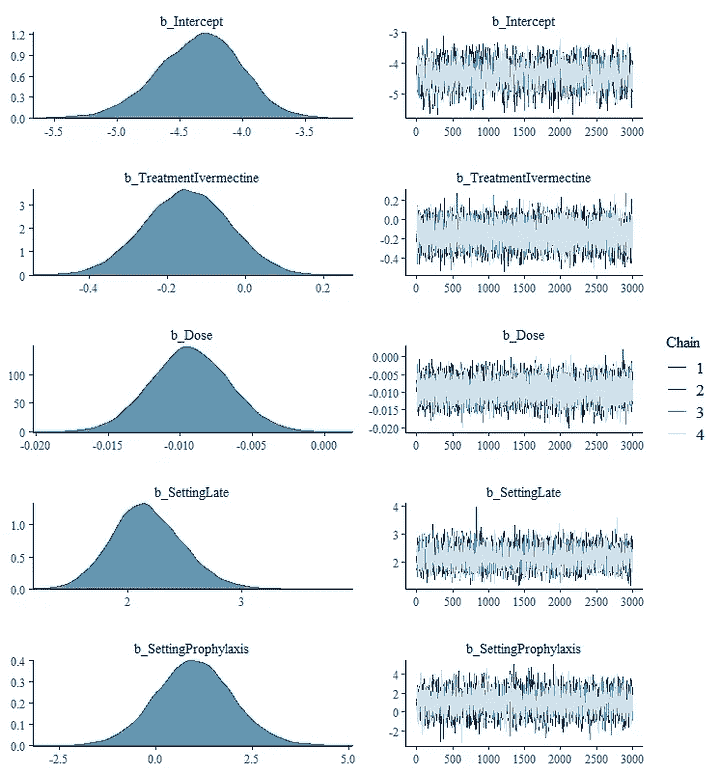 b_Intercept
1.2
0.9
0.6
0.3
0.0
-5.5 -5.0 -4.5 -4.0 -3.5
b_Intercept
-3
-4
-5
0 500 1000 1500 2000 2500 3000
b_TreatmentIvermectine
3
2
1
0
-0.4 -0.2 0.0 0.2
b_TreatmentIvermectine
0.2
0.0
-0.2
-0.4
0 500 1000 1500 2000 2500 3000
b_Dose
100
50
0
-0.020 -0.015 -0.010 -0.005 0.000
b_Dose
0.000
-0.005
-0.010
-0.015
-0.020
0 500 1000 1500 2000 2500 3000
Chain
1
2
3
4
b_SettingLate
1.0
0.5
0.0
2 3
b_SettingLate
4
3
2
0 500 1000 1500 2000 2500 3000
b_SettingProphylaxis
0.4
0.3
0.2
0.1
0.0
-2.5 0.0 2.5 5.0
b_SettingProphylaxis
4
2
0
-2
0 500 1000 1500 2000 2500 3000